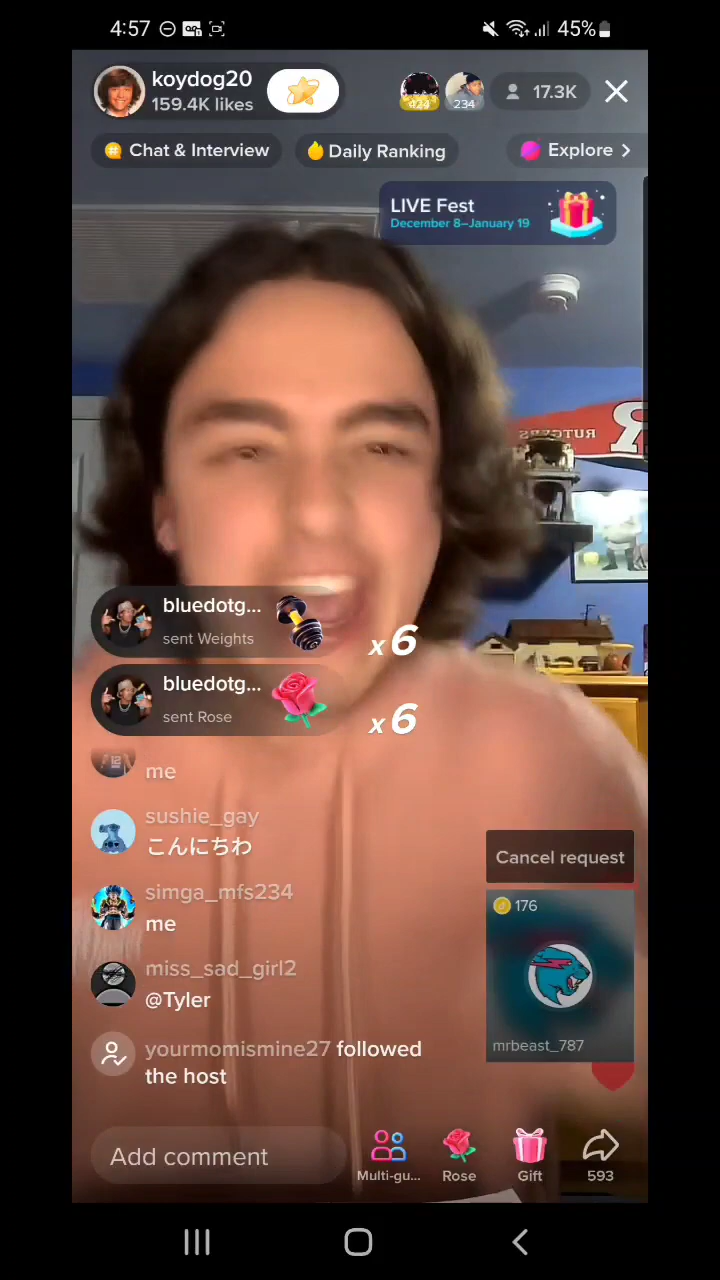 4:57
45%
koydog20
159.4K likes
424
234
17.3K
Chat & Interview
Daily Ranking
Explore
LIVE Fest
December 8–January 19
RUTGERS
R
bluedotg...
sent Weights
x6
bluedotg...
sent Rose
x6
me
sushie_gay
こんにちわ
simga_mfs234
me
miss_sad_girl2
@Tyler
yourmomismine27 followed
the host
Cancel request
176
mrbeast_787
Add comment
Multi-gu...
Rose
Gift
593